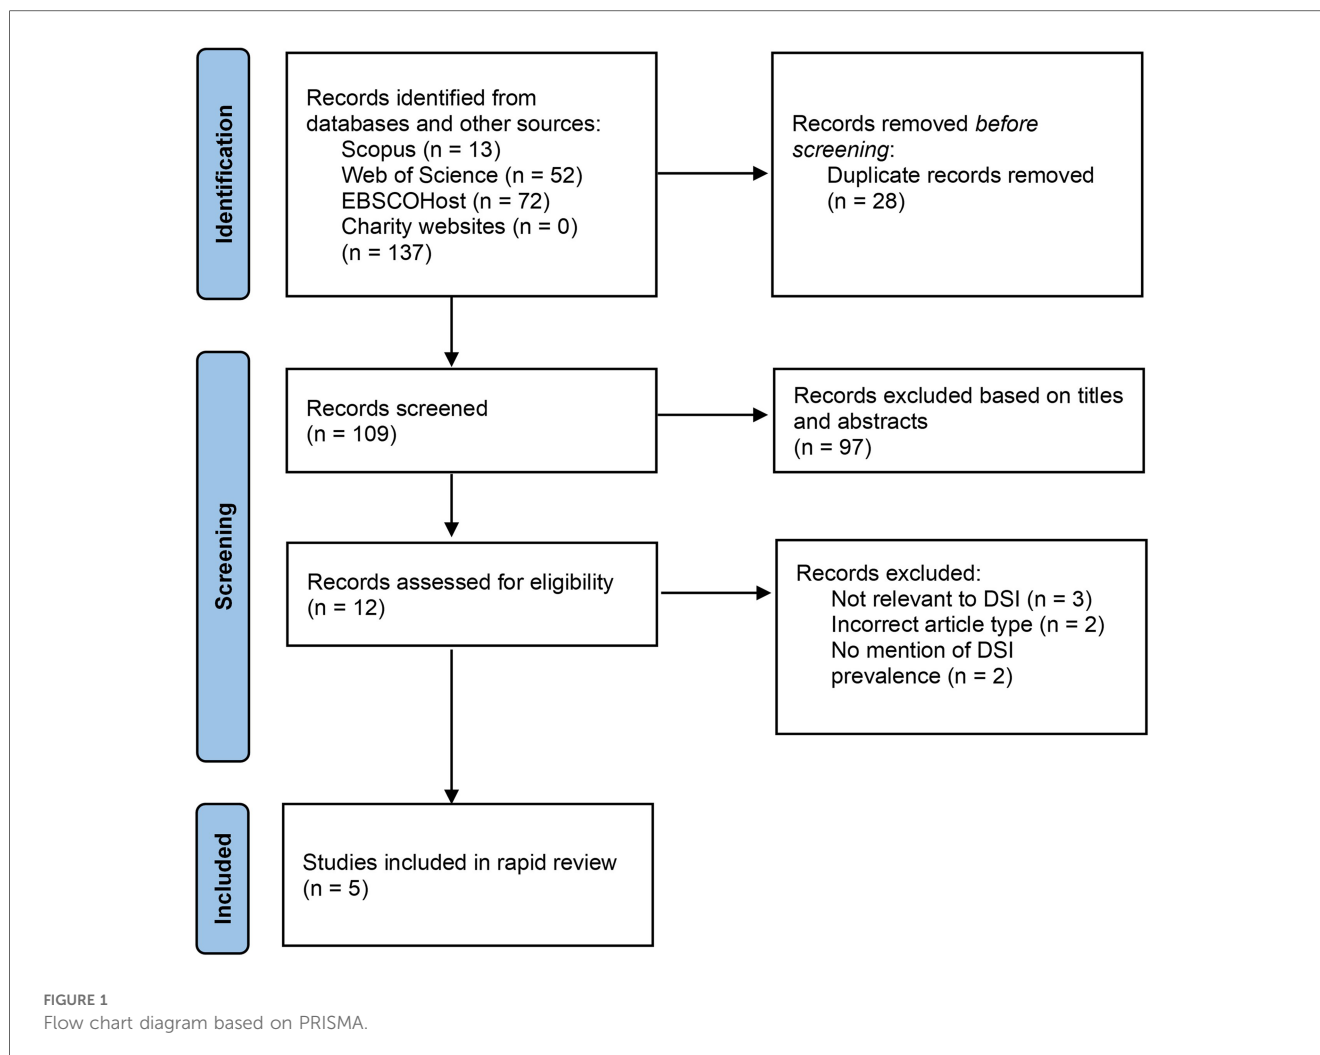 Identification
Records identified from
databases and other sources:
Scopus (n = 13)
Web of Science (n = 52)
EBSCOHost (n = 72)
Charity websites (n = 0)
(n = 137)
Records removed before
screening:
Duplicate records removed
(n = 28)
Screening
Records screened
(n = 109)
Records excluded based on titles
and abstracts
(n = 97)
Records assessed for eligibility
(n = 12)
Records excluded:
Not relevant to DSI (n = 3)
Incorrect article type (n = 2)
No mention of DSI
prevalence (n = 2)
Included
Studies included in rapid review
(n = 5)
FIGURE 1
Flow chart diagram based on PRISMA.